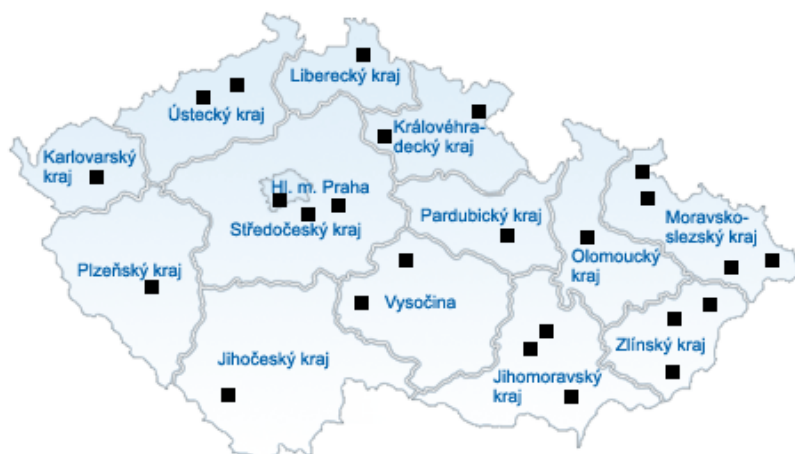 Liberecký kraj
Ústecký kraj
Královéhra-
decký kraj
Karlovarský
kraj
Hl. m. Praha
Středočeský kraj
Pardubický kraj
Moravsko-
slezský kraj
Olomoucký
kraj
Plzeňský kraj
Vysočina
Zlínský kraj
Jihočeský kraj
Jihomoravský
kraj